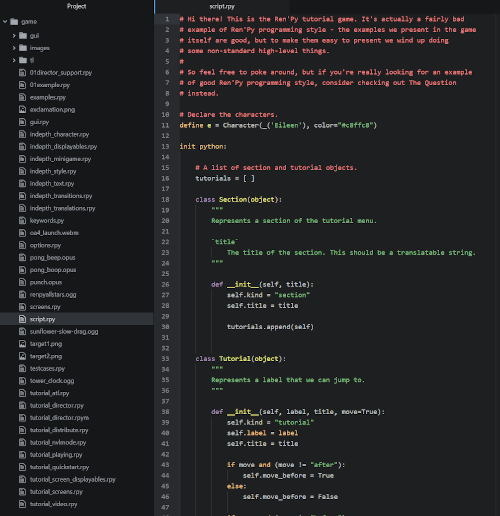 Project
game
gui
images
tl
01director_support.rpy
01example.rpy
examples.rpy
exclamation.png
gui.rpy
indepth_character.rpy
indepth_displayables.rpy
indepth_minigame.rpy
indepth_style.rpy
indepth_text.rpy
indepth_transitions.rpy
indepth_translations.rpy
keywords.py
oa4_launch.webm
options.rpy
pong_beep.opus
pong_boop.opus
punch.opus
renpyallstars.ogg
screens.rpy
script.rpy
sunflower-slow-drag.ogg
target1.png
target2.png
testcases.rpy
tower_clock.ogg
tutorial_atl.rpy
tutorial_director.rpy
tutorial_director.rpym
tutorial_distribute.rpy
tutorial_nvlmode.rpy
tutorial_playing.rpy
tutorial_quickstart.rpy
tutorial_screen_displayables.rpy
tutorial_screens.rpy
tutorial_video.rpy
script.rpy
1 # Hi there! This is the Ren'Py tutorial game. It's actually a fairly bad
2 # example of Ren'Py programming style - the examples we present in the game
3 # itself are good, but to make them easy to present we wind up doing
4 # some non-standard high-level things.
5 #
6 # So feel free to poke around, but if you're really looking for an example
7 # of good Ren'Py programming style, consider checking out The Question
8 # instead.
9
10 # Declare the characters.
11 define e = Character(_('Eileen'), color="#c8ffc8")
12
13 init python:
14
15 # A list of section and tutorial objects.
16 tutorials = [ ]
17
18 class Section(object):
19 """
20 Represents a section of the tutorial menu.
21
22 `title`
23 The title of the section. This should be a translatable string.
24 """
25
26 def __init__(self, title):
27 self.kind = "section"
28 self.title = title
29
30 tutorials.append(self)
31
32
33 class Tutorial(object):
34 """
35 Represents a label that we can jump to.
36 """
37
38 def __init__(self, label, title, move=True):
39 self.kind = "tutorial"
40 self.label = label
41 self.title = title
42
43 if move and (move != "after"):
44 self.move_before = True
45 else:
46 self.move_before = False
47